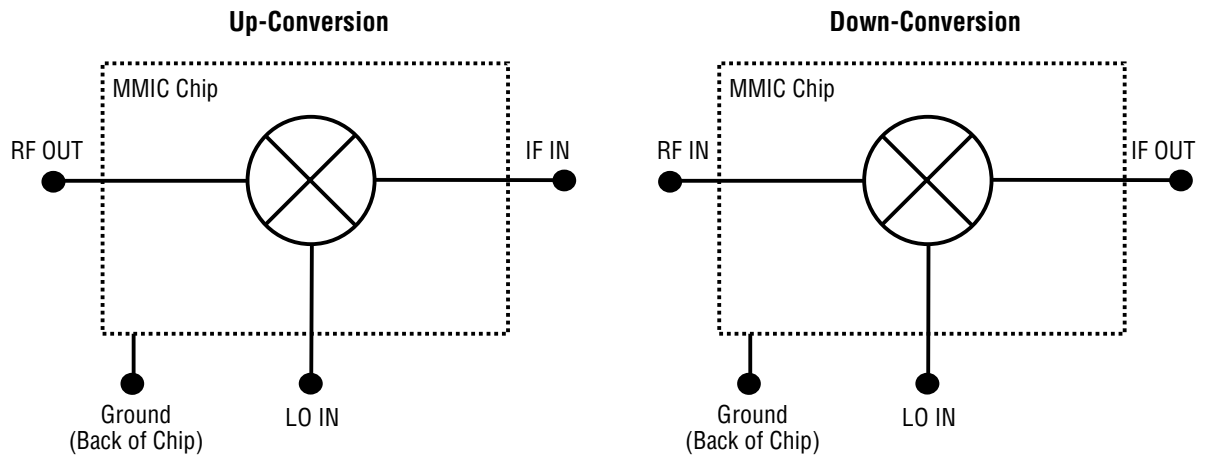 Up-Conversion
MMIC Chip
RF OUT
IF IN
Ground
(Back of Chip)
LO IN
Down-Conversion
MMIC Chip
RF IN
IF OUT
Ground
(Back of Chip)
LO IN